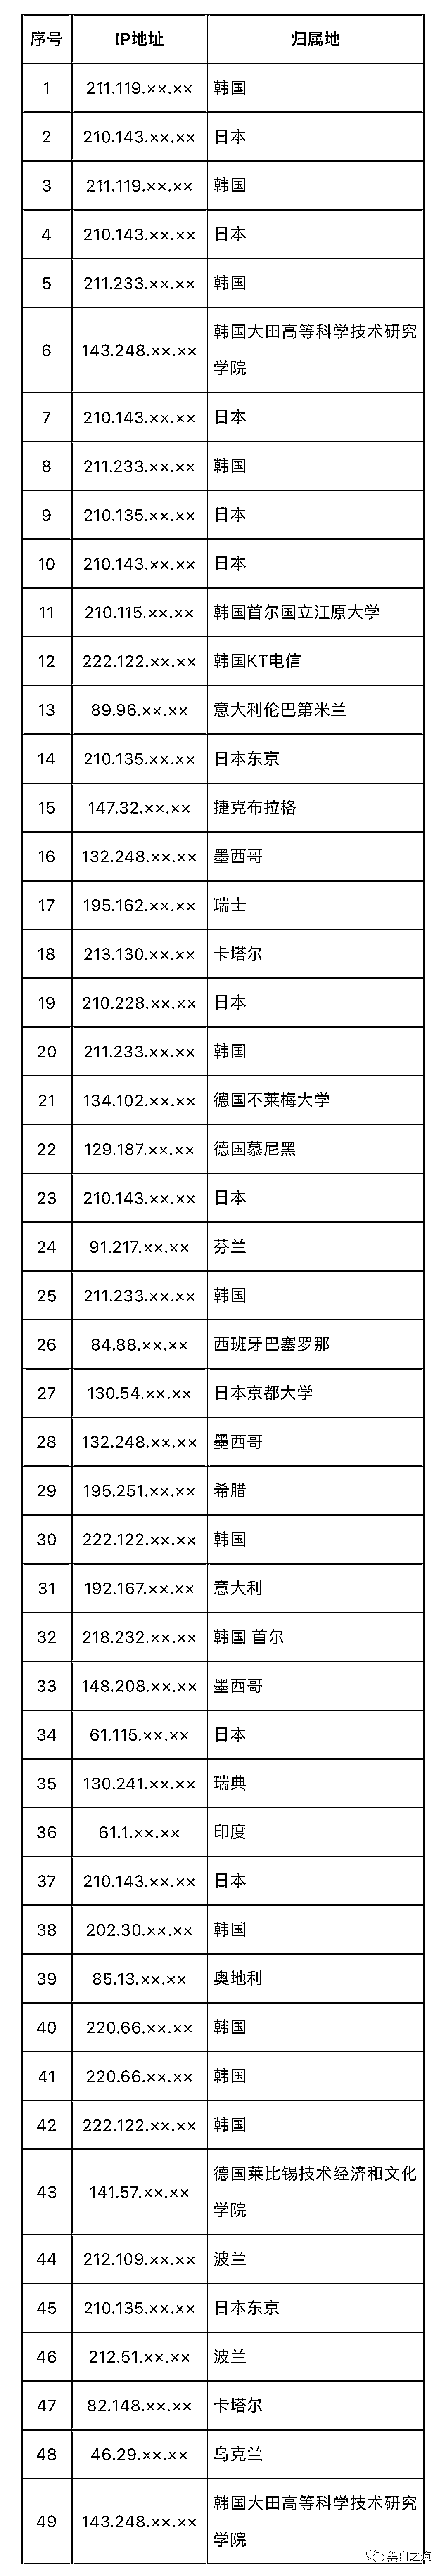 序号 IP地址 归属地
1 211.119.××.×× 韩国
2 210.143.××.×× 日本
3 211.119.××.×× 韩国
4 210.143.××.×× 日本
5 211.233.××.×× 韩国
6 143.248.××.×× 韩国大田高等科学技术研究
学院
7 210.143.××.×× 日本
8 211.233.××.×× 韩国
9 210.135.××.×× 日本
10 210.143.××.×× 日本
11 210.115.××.×× 韩国首尔国立江原大学
12 222.122.××.×× 韩国KT电信
13 89.96.××.×× 意大利伦巴第米兰
14 210.135.××.×× 日本东京
15 147.32.××.×× 捷克布拉格
16 132.248.××.×× 墨西哥
17 195.162.××.×× 瑞士
18 213.130.××.×× 卡塔尔
19 210.228.××.×× 日本
20 211.233.××.×× 韩国
21 134.102.××.×× 德国不莱梅大学
22 129.187.××.×× 德国慕尼黑
23 210.143.××.×× 日本
24 91.217.××.×× 芬兰
25 211.233.××.×× 韩国
26 84.88.××.×× 西班牙巴塞罗那
27 130.54.××.×× 日本京都大学
28 132.248.××.×× 墨西哥
29 195.251.××.×× 希腊
30 222.122.××.×× 韩国
31 192.167.××.×× 意大利
32 218.232.××.×× 韩国 首尔
33 148.208.××.×× 墨西哥
34 61.115.××.×× 日本
35 130.241.××.×× 瑞典
36 61.1.××.×× 印度
37 210.143.××.×× 日本
38 202.30.××.×× 韩国
39 85.13.××.×× 奥地利
40 220.66.××.×× 韩国
41 220.66.××.×× 韩国
42 222.122.××.×× 韩国
43 141.57.××.×× 德国莱比锡技术经济和文化
学院
44 212.109.××.×× 波兰
45 210.135.××.×× 日本东京
46 212.51.××.×× 波兰
47 82.148.××.×× 卡塔尔
48 46.29.××.×× 乌克兰
49 143.248.××.×× 韩国大田高等科学技术研究
学院
黑白之道